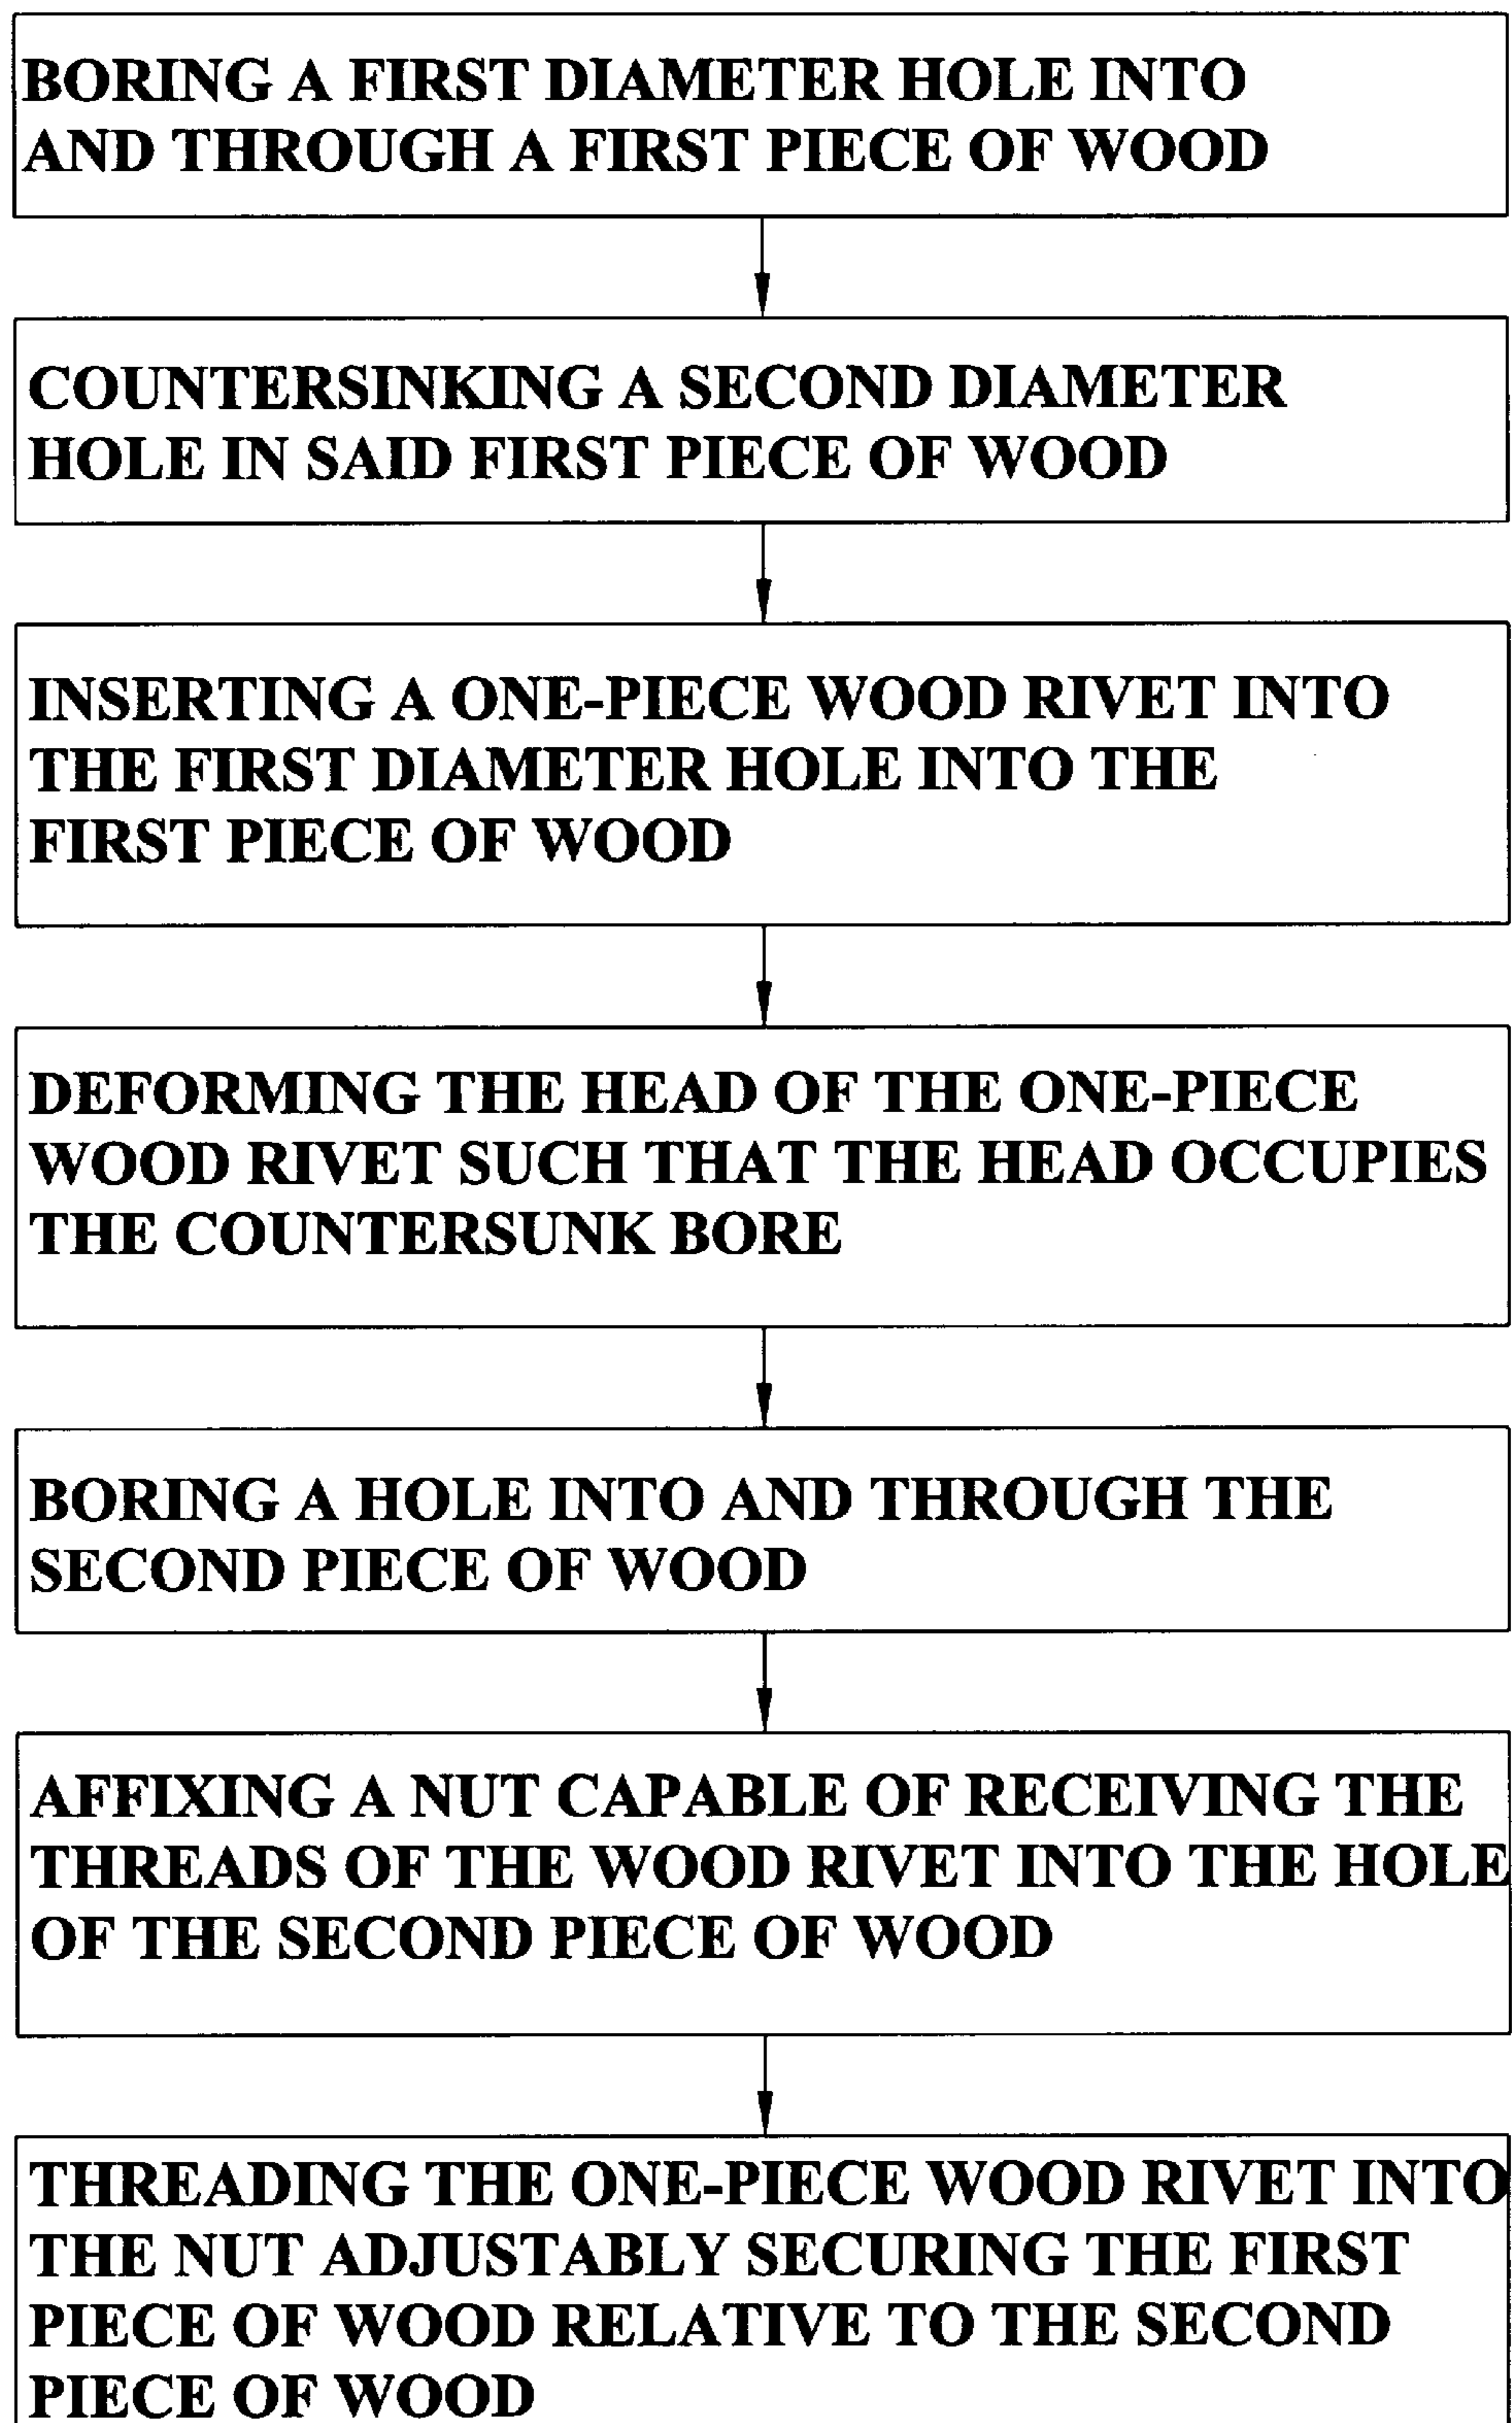 BORING A FIRST DIAMETER HOLE INTO
AND THROUGH A FIRST PIECE OF WOOD
COUNTERSINKING A SECOND DIAMETER
HOLE IN SAID FIRST PIECE OF WOOD
INSERTING A ONE-PIECE WOOD RIVET INTO
THE FIRST DIAMETER HOLE INTO THE
FIRST PIECE OF WOOD
DEFORMING THE HEAD OF THE ONE-PIECE
WOOD RIVET SUCH THAT THE HEAD OCCUPIES
THE COUNTERSUNK BORE
BORING A HOLE INTO AND THROUGH THE
SECOND PIECE OF WOOD
AFFIXING A NUT CAPABLE OF RECEIVING THE
THREADS OF THE WOOD RIVET INTO THE HOLE
OF THE SECOND PIECE OF WOOD
THREADING THE ONE-PIECE WOOD RIVET INTO
THE NUT ADJUSTABLY SECURING THE FIRST
PIECE OF WOOD RELATIVE TO THE SECOND
PIECE OF WOOD